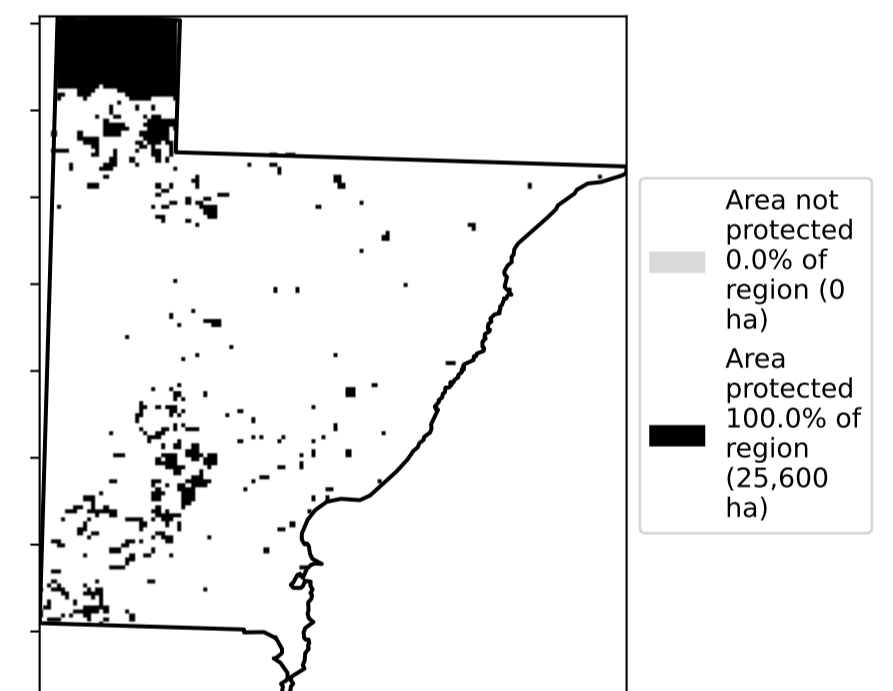 Area not
protected
0.0% of
region (0
ha)
Area
protected
100.0% of
region
(25,600
ha)